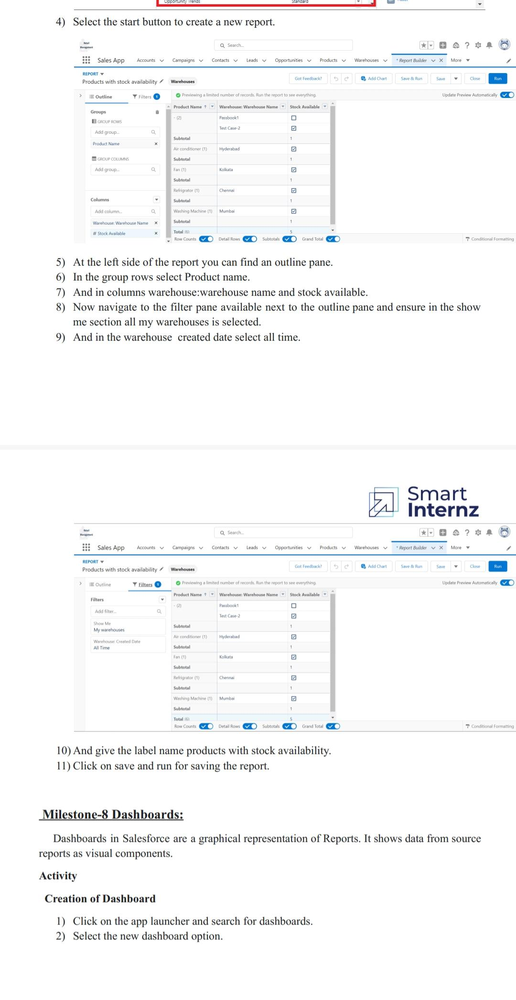 Opportunity Trends Standard
4) Select the start button to create a new report.
Retail
Management
Search...
Sales App Accounts Campaigns Contacts Leads Opportunities Products Warehouses * Report Builder More
REPORT
Products with stock availability Warehouses
Got Feedback? Add Chart Save & Run Save Close Run
Outline Filters 1
Previewing a limited number of records. Run the report to see everything. Update Preview Automatically
Groups
GROUP ROWS
Add group...
Product Name
GROUP COLUMNS
Add group...
Columns
Add column...
Warehouse: Warehouse Name
# Stock Available
Product Name ↑ Warehouse: Warehouse Name Stock Available
- (2) Passbook1
Test Case-2
Subtotal 1
Air conditioner (1) Hyderabad
Subtotal 1
Fan (1) Kolkata
Subtotal 1
Refrigrator (1) Chennai
Subtotal 1
Washing Machine (1) Mumbai
Subtotal 1
Total (6) 5
Row Counts Detail Rows Subtotals Grand Total Conditional Formatting
5) At the left side of the report you can find an outline pane.
6) In the group rows select Product name.
7) And in columns warehouse:warehouse name and stock available.
8) Now navigate to the filter pane available next to the outline pane and ensure in the show
me section all my warehouses is selected.
9) And in the warehouse created date select all time.
Smart
Internz
Retail
Management
Search...
Sales App Accounts Campaigns Contacts Leads Opportunities Products Warehouses * Report Builder More
REPORT
Products with stock availability Warehouses
Got Feedback? Add Chart Save & Run Save Close Run
Outline Filters 1
Previewing a limited number of records. Run the report to see everything. Update Preview Automatically
Filters
Add filter...
Show Me
My warehouses
Warehouse: Created Date
All Time
Product Name ↑ Warehouse: Warehouse Name Stock Available
- (2) Passbook1
Test Case-2
Subtotal 1
Air conditioner (1) Hyderabad
Subtotal 1
Fan (1) Kolkata
Subtotal 1
Refrigrator (1) Chennai
Subtotal 1
Washing Machine (1) Mumbai
Subtotal 1
Total (6) 5
Row Counts Detail Rows Subtotals Grand Total Conditional Formatting
10) And give the label name products with stock availability.
11) Click on save and run for saving the report.
Milestone-8 Dashboards:
Dashboards in Salesforce are a graphical representation of Reports. It shows data from source
reports as visual components.
Activity
Creation of Dashboard
1) Click on the app launcher and search for dashboards.
2) Select the new dashboard option.